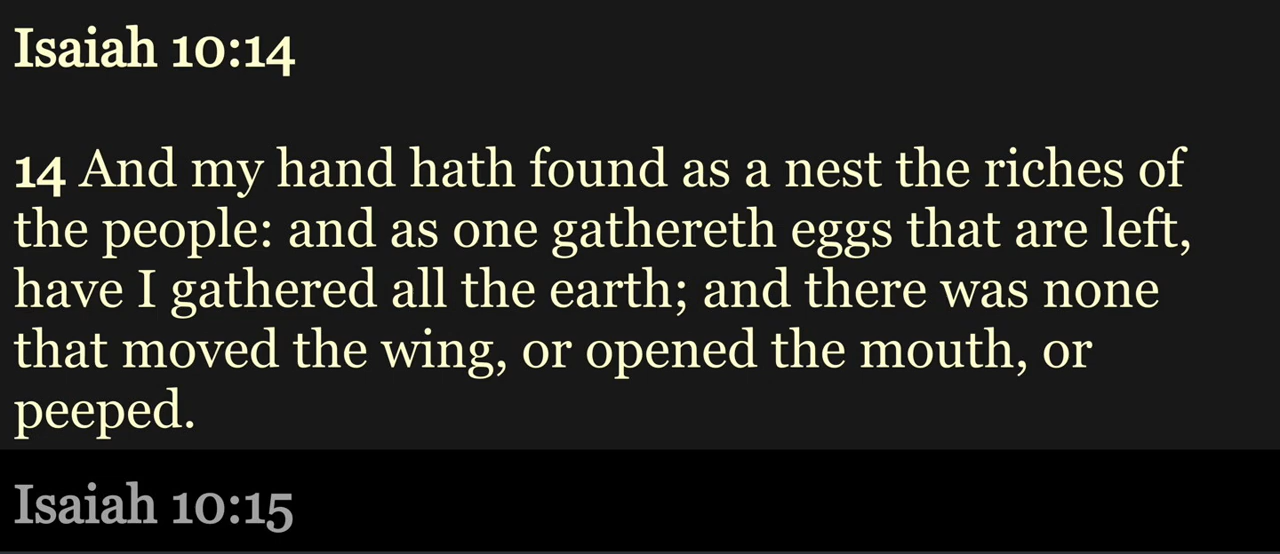 Isaiah 10:14
14 And my hand hath found as a nest the riches of
the people: and as one gathereth eggs that are left,
have I gathered all the earth; and there was none
that moved the wing, or opened the mouth, or
peeped.
Isaiah 10:15